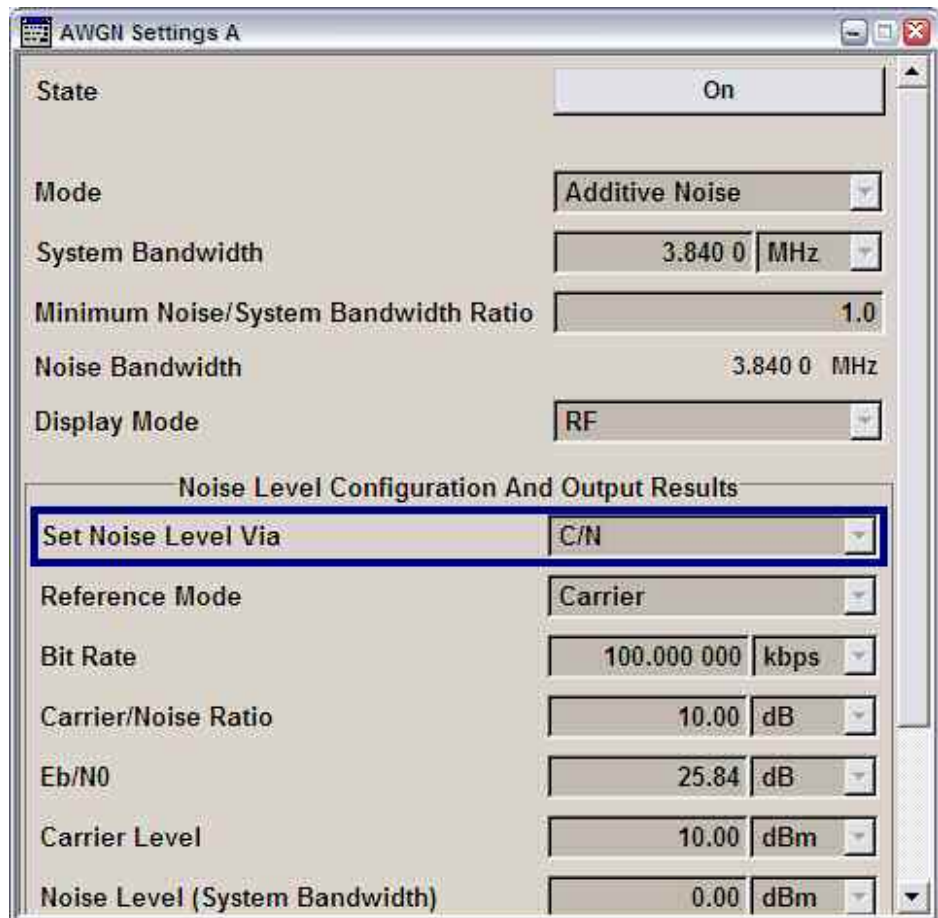 AWGN Settings A
State On
Mode Additive Noise
System Bandwidth 3.840 0 MHz
Minimum Noise/System Bandwidth Ratio 1.0
Noise Bandwidth 3.840 0 MHz
Display Mode RF
Noise Level Configuration And Output Results
Set Noise Level Via C/N
Reference Mode Carrier
Bit Rate 100.000 000 kbps
Carrier/Noise Ratio 10.00 dB
Eb/N0 25.84 dB
Carrier Level 10.00 dBm
Noise Level (System Bandwidth) 0.00 dBm